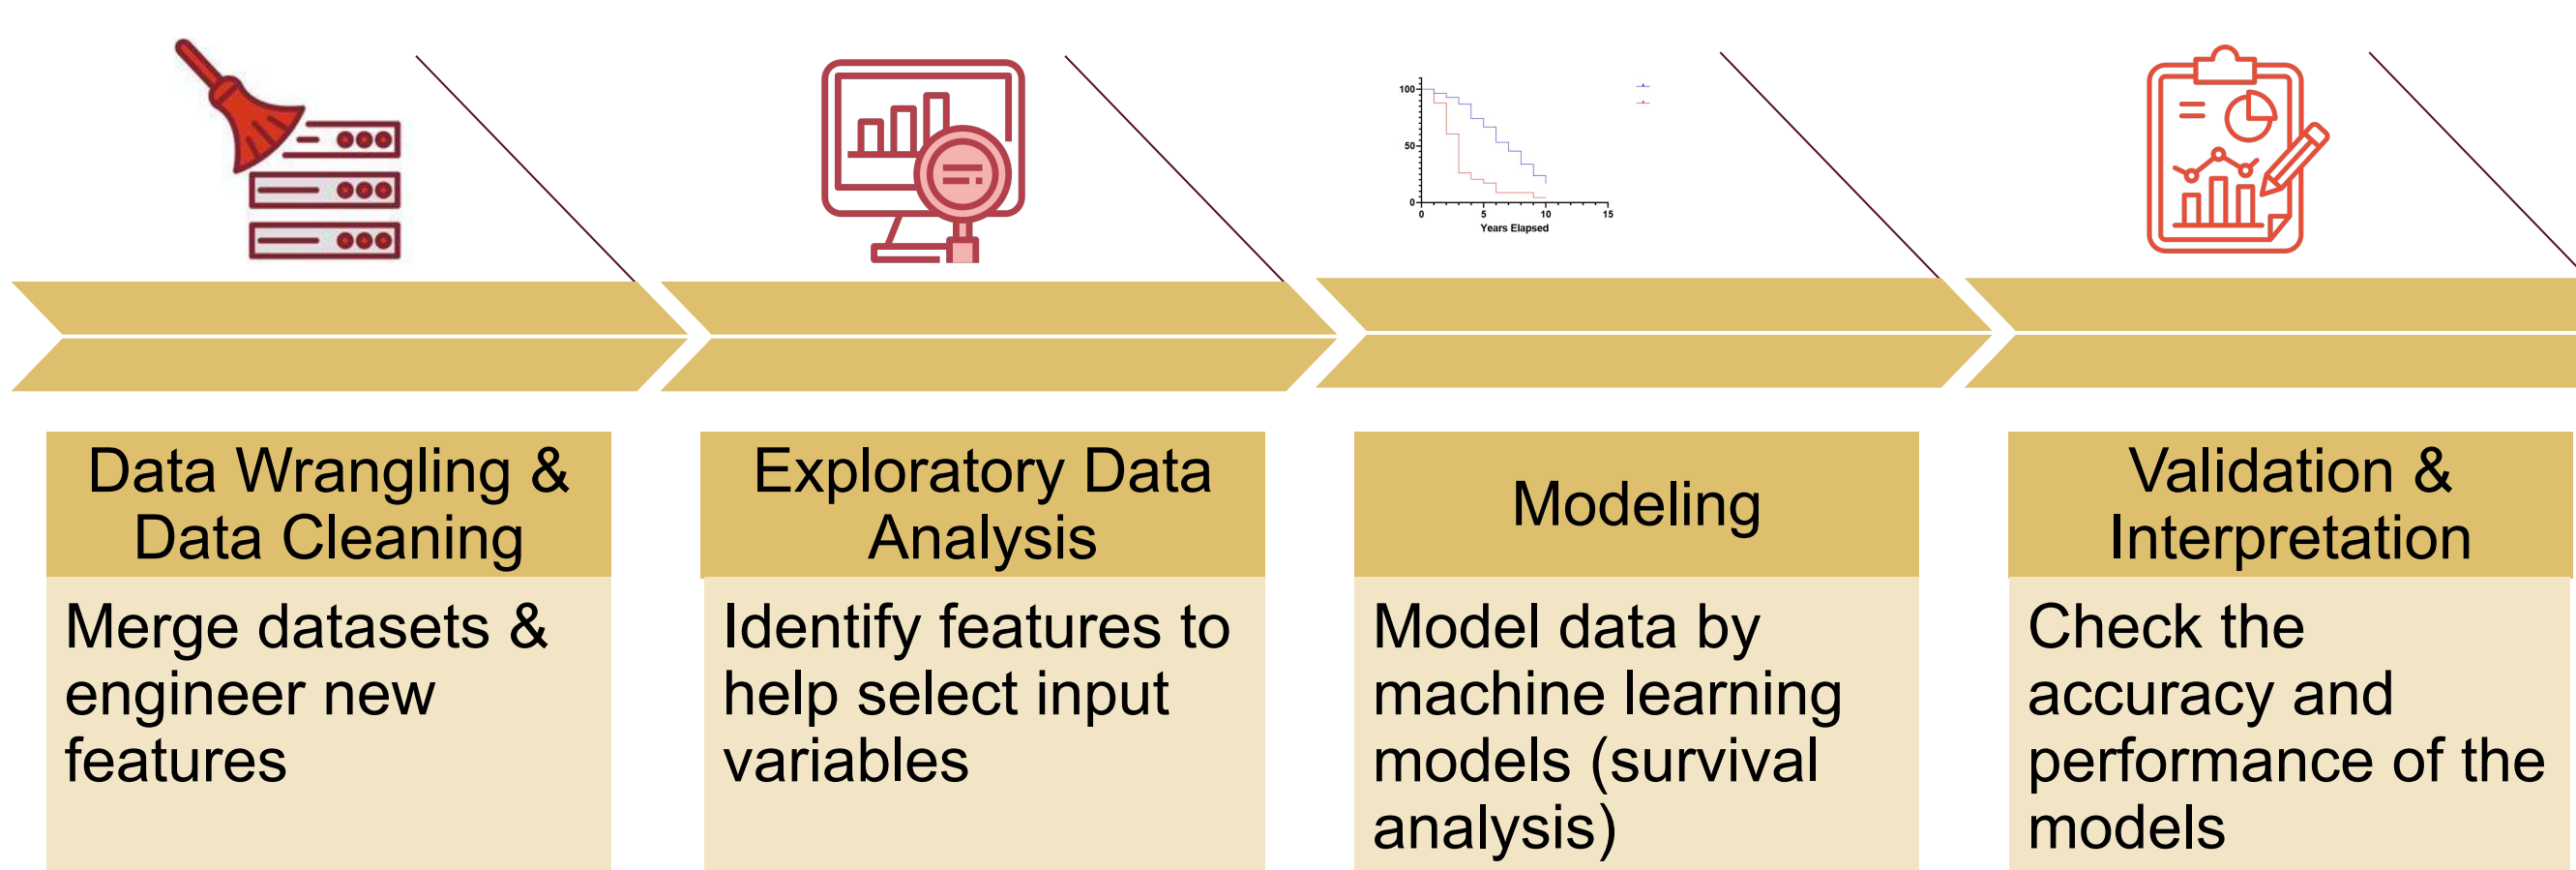 100
50
0
0 5 10 15
Years Elapsed
Data Wrangling &
Data Cleaning
Merge datasets &
engineer new
features
Exploratory Data
Analysis
Identify features to
help select input
variables
Modeling
Model data by
machine learning
models (survival
analysis)
Validation &
Interpretation
Check the
accuracy and
performance of the
models